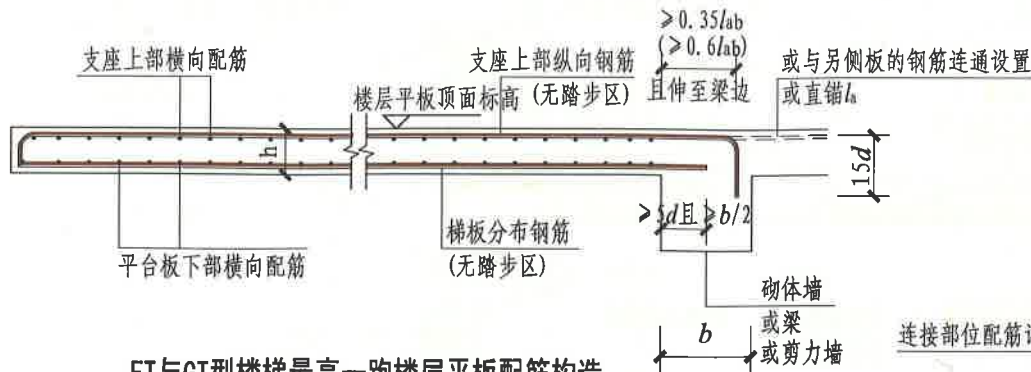 ≥0.35lab
(≥0.6lab)
且伸至梁边
支座上部横向配筋
支座上部纵向钢筋
(无踏步区)
或与另侧板的钢筋连通设置
或直锚la
楼层平板顶面标高
h
15d
≥5d且≥b/2
梯板分布钢筋
(无踏步区)
平台板下部横向配筋
砌体墙
或梁
或剪力墙
b
连接部位配筋
型楼梯最高一跑楼层平板配筋构造